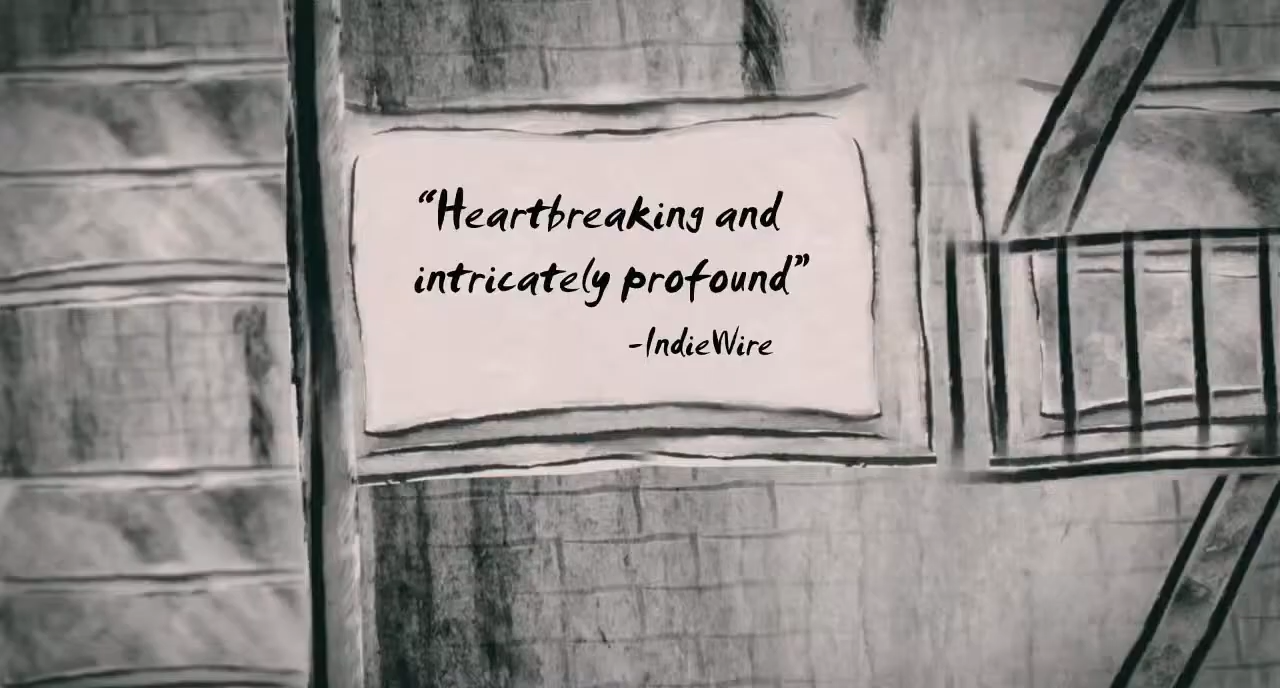 “Heartbreaking and
intricately profound”
-IndieWire